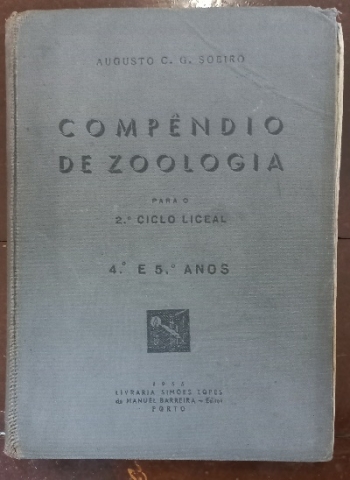 AUGUSTO C. G. SOEIRO
COMPÊNDIO
DE ZOOLOGIA
PARA O
2.º CICLO LICEAL
4.º E 5.º ANOS
LIVRARIA SIMÕES LOPES
de MANUEL BARREIRA — Editor
PORTO